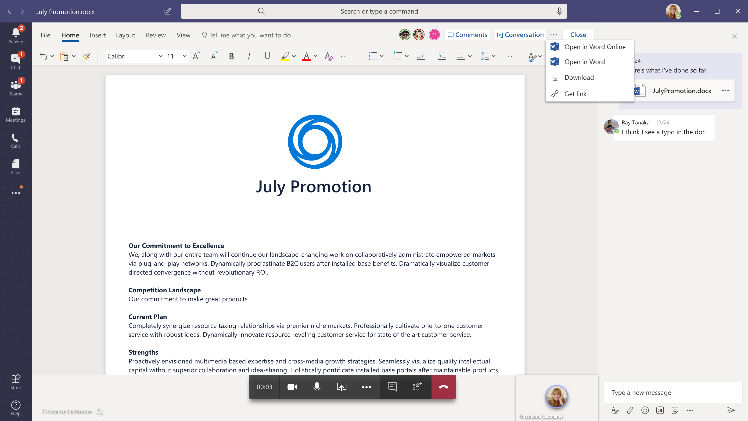 July Promotion.docx
Search or type a command
Activity
2
Chat
1
Teams
1
Meetings
Calls
Files
Store
Help
File Home Insert Layout Review View Tell me what you want to do
Comments Conversation Close
Calibri 11
B I U
Open in Word Online
Open in Word
Download
Get link
July Promotion
Our Commitment to Excellence
We, along with our entire team will continue our landscape-changing work on collaboratively administrate empowered markets
via plug-and-play networks. Dynamically procrastinate B2C users after installed base benefits. Dramatically visualize customer
directed convergence without revolutionary ROI.
Competition Landscape
Our commitment to make great products
Current Plan
Completely synergize resource taxing relationships via premier niche markets. Professionally cultivate one-to-one customer
service with robust ideas. Dynamically innovate resource-leveling customer service for state of the art customer service.
Strengths
Proactively envisioned multimedia based expertise and cross-media growth strategies. Seamlessly visualize quality intellectual
capital without superior collaboration and idea-sharing. Holistically pontificate installed base portals after maintainable products
00:03
what I've done so far
JulyPromotion.docx
Ray Tanaka
I think I see a typo in the doc
Type a new message